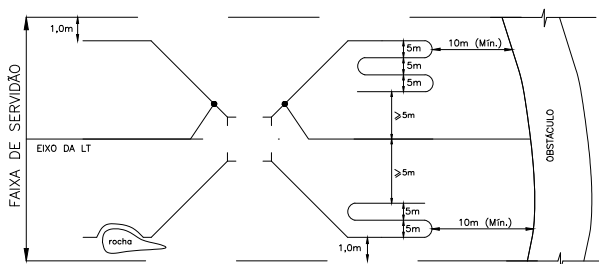 FAIXA DE SERVIDÃO
1,0m
5m
10m (Mín.)
5m
5m
⩾5m
EIXO DA LT
OBSTÁCULO
⩾5m
5m
5m
10m (Mín.)
rocha
1,0m